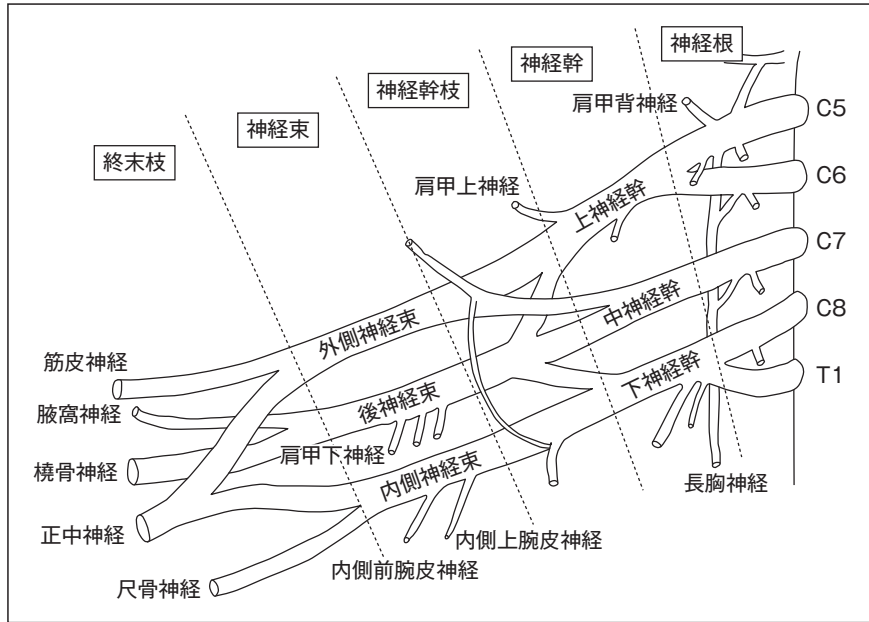 神経根
神経幹
神経幹枝
神経束
終末枝
肩甲背神経
C5
肩甲上神経
上神経幹
C6
C7
中神経幹
C8
外側神経束
下神経幹
T1
筋皮神経
腋窩神経
後神経束
肩甲下神経
橈骨神経
内側神経束
長胸神経
正中神経
内側上腕皮神経
内側前腕皮神経
尺骨神経